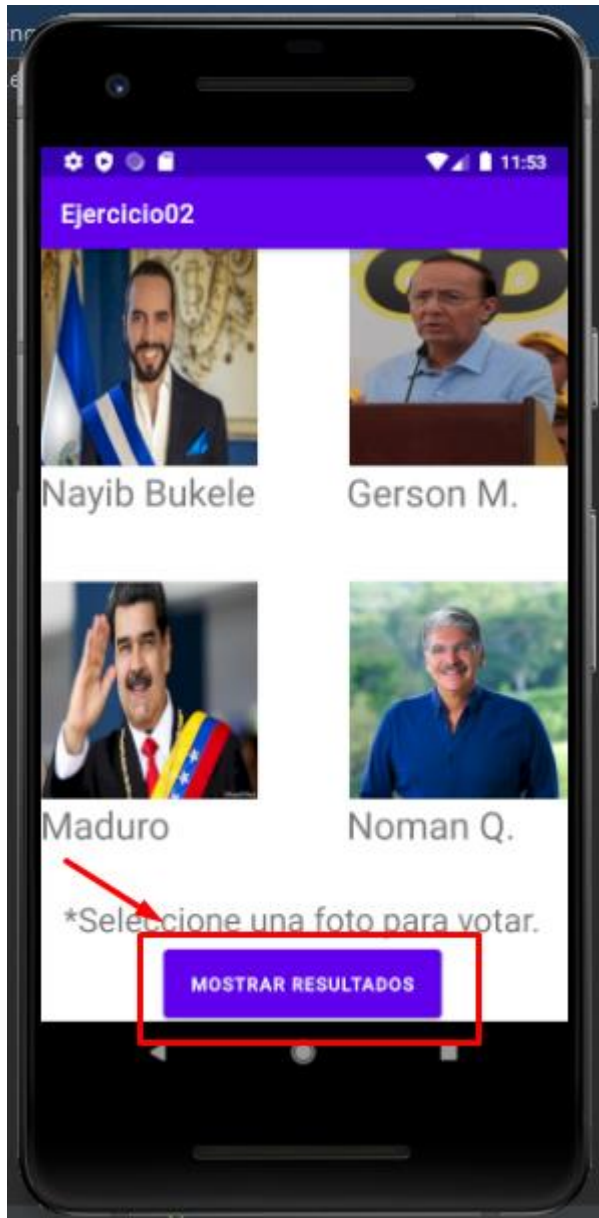 11:53
Ejercicio02
Nayib Bukele
Gerson M.
Maduro
Noman Q.
*Seleccione una foto para votar.
MOSTRAR RESULTADOS